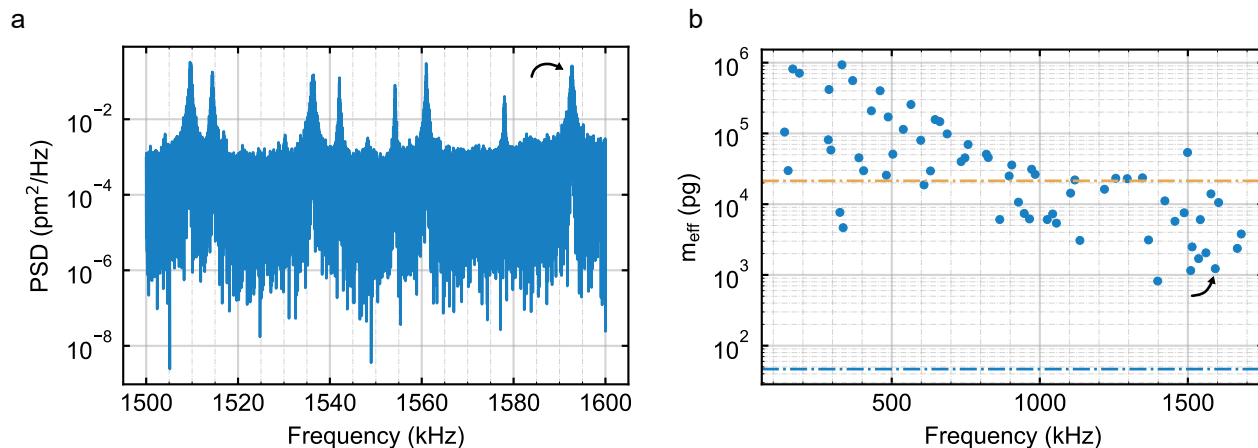 a
PSD (pm²/Hz)
10⁻²
10⁻⁴
10⁻⁶
10⁻⁸
1500 1520 1540 1560 1580 1600
Frequency (kHz)
b
m_eff (pg)
10⁶
10⁵
10⁴
10³
10²
500 1000 1500
Frequency (kHz)